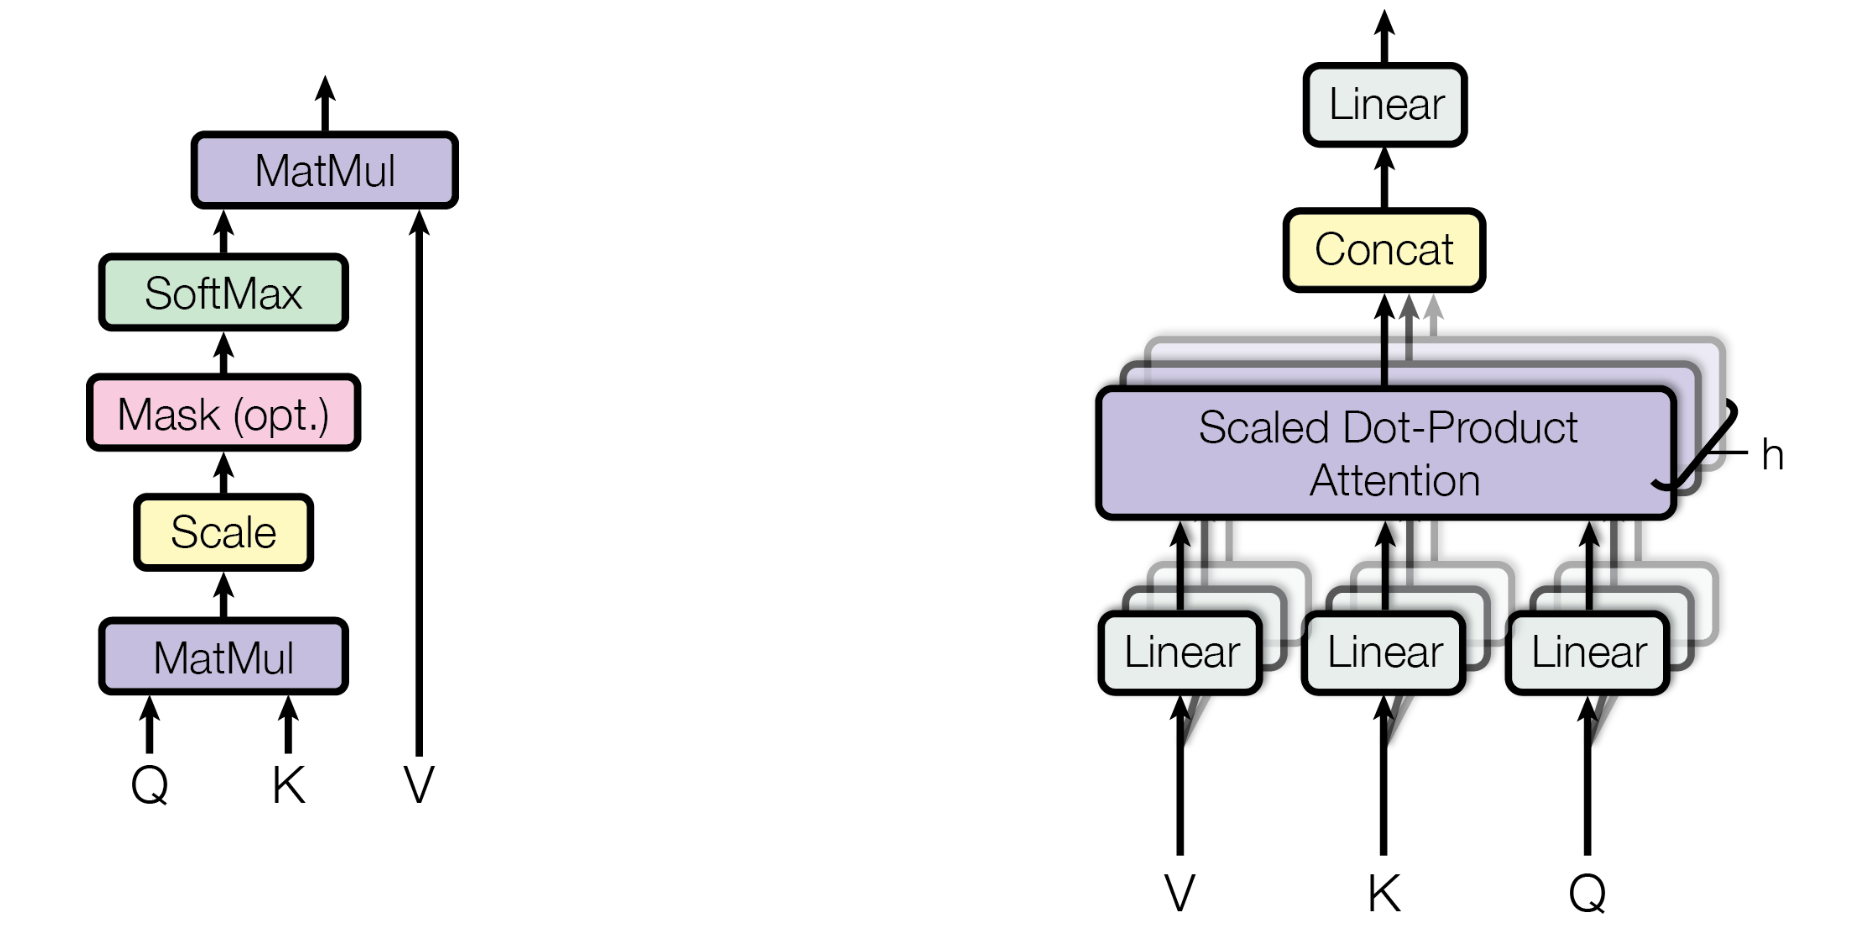 MatMul
SoftMax
Mask (opt.)
Scale
MatMul
Q K V
Linear
Concat
Scaled Dot-Product
Attention
h
Linear Linear Linear
V K Q